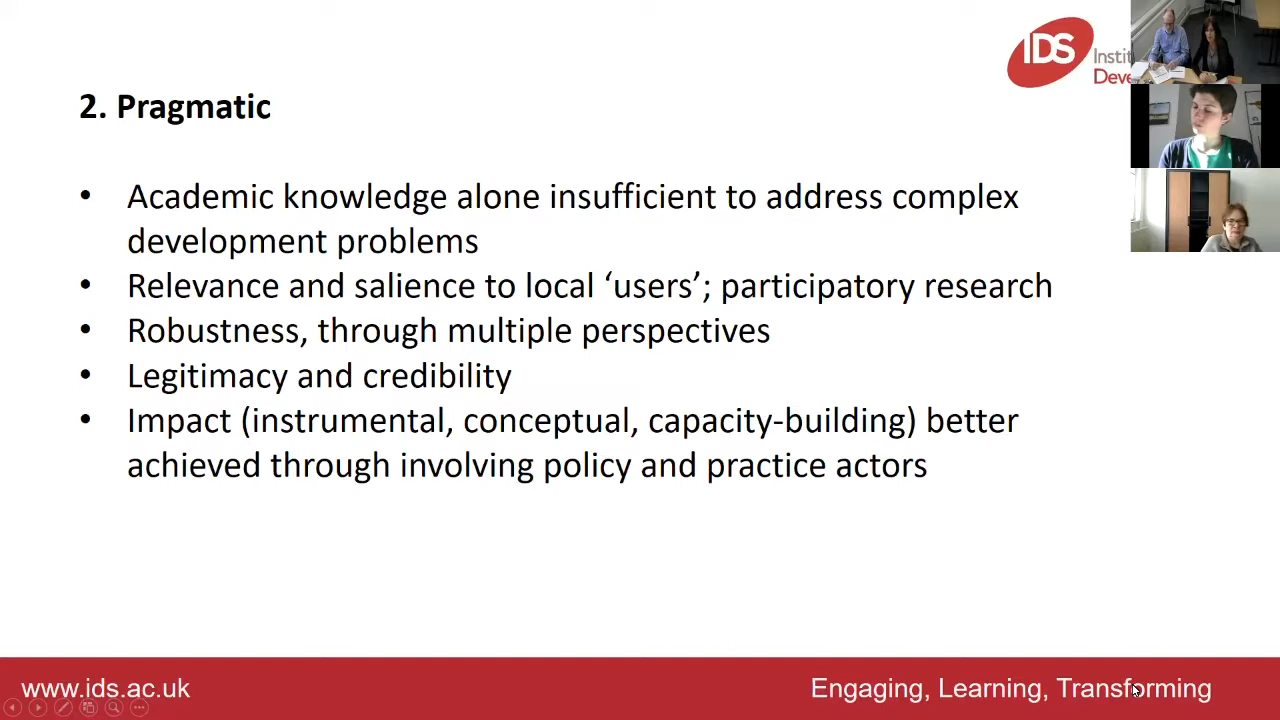 IDS
2. Pragmatic
• Academic knowledge alone insufficient to address complex
development problems
• Relevance and salience to local ‘users’; participatory research
• Robustness, through multiple perspectives
• Legitimacy and credibility
• Impact (instrumental, conceptual, capacity-building) better
achieved through involving policy and practice actors
www.ids.ac.uk
Engaging, Learning, Transforming